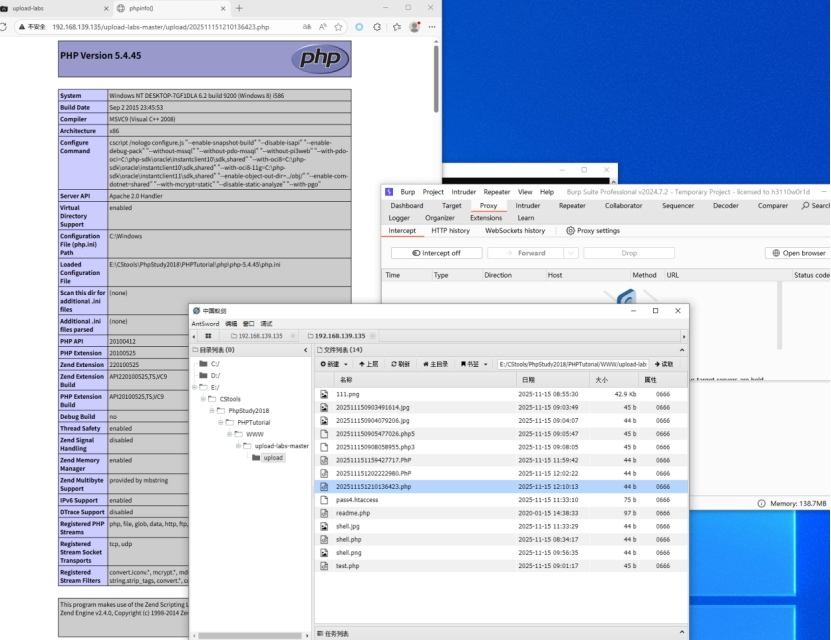 upload-labs
phpinfo()
不安全 192.168.139.135/upload-labs-master/upload/202511151210136423.php
PHP Version 5.4.45
php
System Windows NT DESKTOP-7GF1DLA 6.2 build 9200 (Windows 8) i586
Build Date Sep 2 2015 23:45:53
Compiler MSVC9 (Visual C++ 2008)
Architecture x86
Configure Command cscript /nologo configure.js "--enable-snapshot-build" "--disable-isapi" "--enable-
debug-pack" "--without-mssql" "--without-pdo-mssql" "--without-pi3web" "--with-pdo-
oci=C:\php-sdk\oracle\instantclient10\sdk,shared" "--with-oci8=C:\php-
sdk\oracle\instantclient10\sdk,shared" "--with-oci8-11g=C:\php-
sdk\oracle\instantclient11\sdk,shared" "--enable-object-out-dir=../obj/" "--enable-com-
dotnet=shared" "--with-mcrypt=static" "--disable-static-analyze" "--with-pgo"
Server API Apache 2.0 Handler
Virtual Directory Support enabled
Configuration File (php.ini) Path C:\Windows
Loaded Configuration File E:\CStools\PhpStudy2018\PHPTutorial\php\php-5.4.45\php.ini
Scan this dir for additional .ini files (none)
Additional .ini files parsed (none)
PHP API 20100412
PHP Extension 20100525
Zend Extension 220100525
Zend Extension Build API220100525,TS,VC9
PHP Extension Build API20100525,TS,VC9
Debug Build no
Thread Safety enabled
Zend Signal Handling disabled
Zend Memory Manager enabled
Zend Multibyte Support provided by mbstring
IPv6 Support enabled
DTrace Support disabled
Registered PHP Streams php, file, glob, data, http, ftp,
Registered Stream Socket Transports tcp, udp
Registered Stream Filters convert.iconv.*, mcrypt.*, md
string.strip_tags, convert.*, c
This program makes use of the Zend Scripting L
Zend Engine v2.4.0, Copyright (c) 1998-2014 Ze
Burp Project Intruder Repeater View Help Burp Suite Professional v2024.7.2 - Temporary Project - licensed to h3110w0r1d
Dashboard Target Proxy Intruder Repeater Collaborator Sequencer Decoder Comparer Search
Logger Organizer Extensions Learn
Intercept HTTP history WebSockets history Proxy settings
Intercept off Forward Drop Open browser
Time Type Direction Host Method URL Status code
target servers are held
Memory: 138.7MB
中国蚁剑
AntSword 编辑 窗口 调试
192.168.139.135 192.168.139.135
目录列表 (0)
C:/
D:/
E:/
CStools
PhpStudy2018
PHPTutorial
WWW
upload-labs-master
upload
文件列表 (14)
新建 上层 刷新 主目录 书签 E:/CStools/PhpStudy2018/PHPTutorial/WWW/upload-lab 读取
名称 日期 大小 属性
111.png 2025-11-15 08:55:30 42.9 Kb 0666
202511150903491614.jpg 2025-11-15 09:03:49 45 b 0666
202511150904079206.jpg 2025-11-15 09:04:07 44 b 0666
202511150905477026.php5 2025-11-15 09:05:47 45 b 0666
202511150908058955.php3 2025-11-15 09:08:05 45 b 0666
202511151159427717.PhP 2025-11-15 11:59:42 44 b 0666
202511151202222980.PHP 2025-11-15 12:02:22 44 b 0666
202511151210136423.php 2025-11-15 12:10:13 44 b 0666
pass4.htaccess 2025-11-15 11:33:10 75 b 0666
readme.php 2020-01-15 14:38:33 97 b 0666
shell.jpg 2025-11-15 11:33:29 44 b 0666
shell.php 2025-11-15 08:34:17 44 b 0666
shell.png 2025-11-15 09:56:35 44 b 0666
test.php 2025-11-15 09:01:17 45 b 0666
任务列表